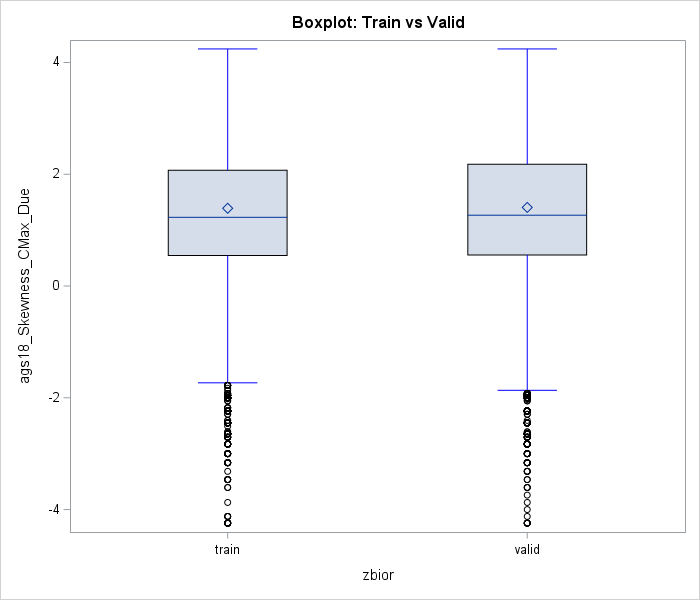 Boxplot: Train vs Valid
ags18_Skewness_CMax_Due
4
2
0
-2
-4
train
valid
zbior